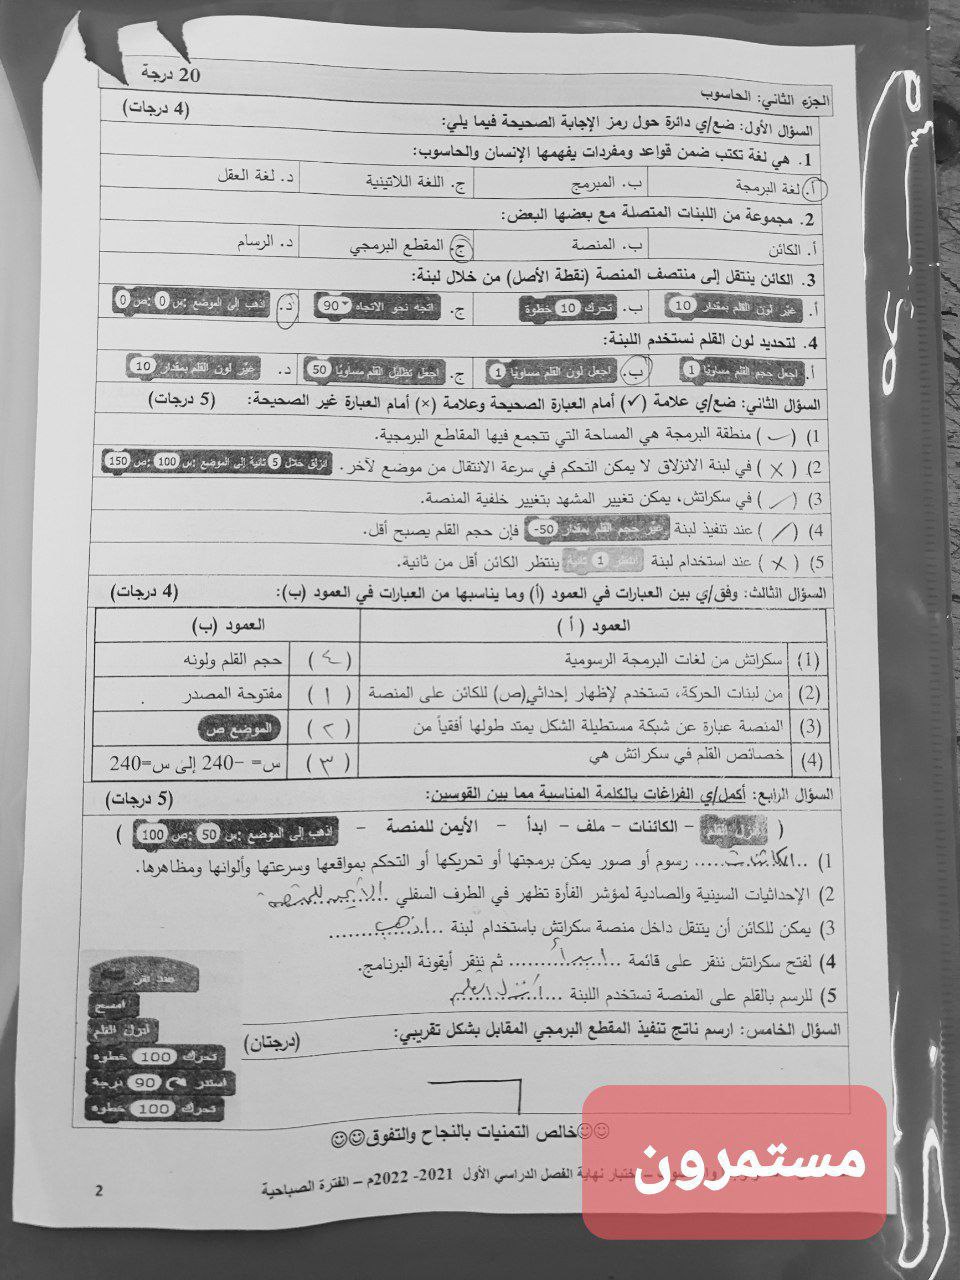 20 درجة
الجزء الثاني: الحاسوب
السؤال الأول: ضع/ي دائرة حول رمز الإجابة الصحيحة فيما يلي: (4 درجات)
1. هي لغة تكتب ضمن قواعد ومفردات يفهمها الإنسان والحاسوب:
أ. لغة البرمجة ب. المبرمج ج. اللغة اللاتينية د. لغة العقل
2. مجموعة من اللبنات المتصلة مع بعضها البعض:
أ. الكائن ب. المنصة ج. المقطع البرمجي د. الرسام
3. الكائن ينتقل إلى منتصف المنصة (نقطة الأصل) من خلال لبنة:
أ. غيّر لون القلم بمقدار 10 ب. تحرك 10 خطوة ج. اتجه نحو الاتجاه 90 د. اذهب إلى الموضع س: 0 ص: 0
4. لتحديد لون القلم نستخدم اللبنة:
أ. اجعل حجم القلم مساويًا 1 ب. اجعل لون القلم مساويًا 1 ج. اجعل تظليل القلم مساويًا 50 د. غيّر لون القلم بمقدار 10
السؤال الثاني: ضع/ي علامة (✓) أمام العبارة الصحيحة وعلامة (×) أمام العبارة غير الصحيحة: (5 درجات)
1) (✓) منطقة البرمجة هي المساحة التي تتجمع فيها المقاطع البرمجية.
2) (×) في لبنة الانزلاق لا يمكن التحكم في سرعة الانتقال من موضع لآخر. انزلق خلال 5 ثانية إلى الموضع س: 100 ص: 150
3) (✓) في سكراتش، يمكن تغيير المشهد بتغيير خلفية المنصة.
4) (✓) عند تنفيذ لبنة غيّر حجم القلم بمقدار 50- فإن حجم القلم يصبح أقل.
5) (×) عند استخدام لبنة انتظر 1 ثانية ينتظر الكائن أقل من ثانية.
السؤال الثالث: وفق/ي بين العبارات في العمود (أ) وما يناسبها من العبارات في العمود (ب): (4 درجات)
العمود (أ) العمود (ب)
(1) سكراتش من لغات البرمجة الرسومية (٤) حجم القلم ولونه
(2) من لبنات الحركة، تستخدم لإظهار إحداثي(ص) للكائن على المنصة (١) مفتوحة المصدر
(3) المنصة عبارة عن شبكة مستطيلة الشكل يمتد طولها أفقياً من (٢) الموضع ص
(4) خصائص القلم في سكراتش هي (٣) س= −240 إلى س=240
السؤال الرابع: أكمل/ي الفراغات بالكلمة المناسبة مما بين القوسين: (5 درجات)
( أنزل القلم – الكائنات – ملف – ابدأ – الأيمن للمنصة – اذهب إلى الموضع س: 50 ص: 100 )
1) الكائنات رسوم أو صور يمكن برمجتها أو تحريكها أو التحكم بمواقعها وسرعتها وألوانها ومظاهرها.
2) الإحداثيات السينية والصادية لمؤشر الفأرة تظهر في الطرف السفلي الأيمن للمنصة
3) يمكن للكائن أن ينتقل داخل منصة سكراتش باستخدام لبنة اذهب
4) لفتح سكراتش ننقر على قائمة ابدأ ثم ننقر أيقونة البرنامج.
5) للرسم بالقلم على المنصة نستخدم اللبنة أنزل القلم
السؤال الخامس: ارسم ناتج تنفيذ المقطع البرمجي المقابل بشكل تقريبي: (درجتان)
عند نقر
امسح
أنزل القلم
تحرك 100 خطوة
استدر 90 درجة
تحرك 100 خطوة
☺☺خالص التمنيات بالنجاح والتفوق☺☺
اختبار نهاية الفصل الدراسي الأول 2021- 2022م – الفترة الصباحية
2
مستمرون